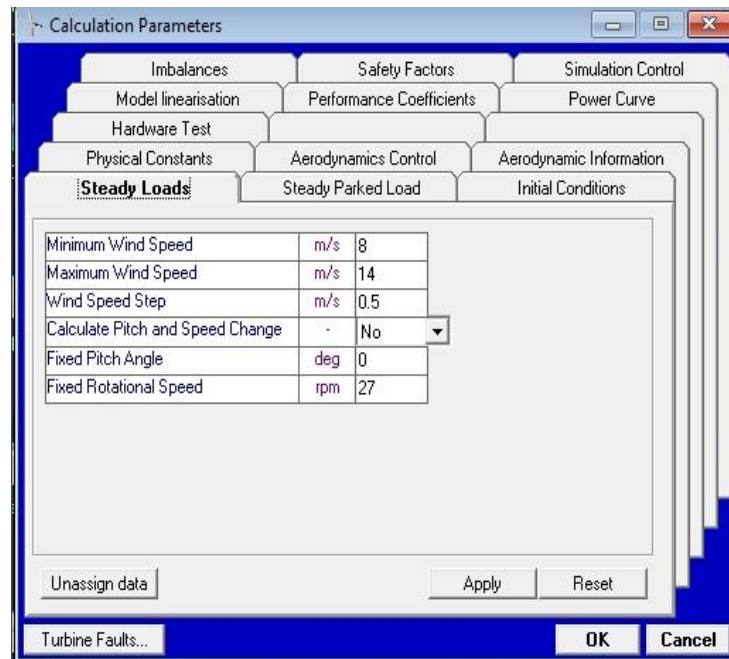 Calculation Parameters
Imbalances Safety Factors Simulation Control
Model linearisation Performance Coefficients Power Curve
Hardware Test
Physical Constants Aerodynamics Control Aerodynamic Information
Steady Loads Steady Parked Load Initial Conditions
Minimum Wind Speed m/s 8
Maximum Wind Speed m/s 14
Wind Speed Step m/s 0.5
Calculate Pitch and Speed Change - No
Fixed Pitch Angle deg 0
Fixed Rotational Speed rpm 27
Unassign data Apply Reset
Turbine Faults... OK Cancel